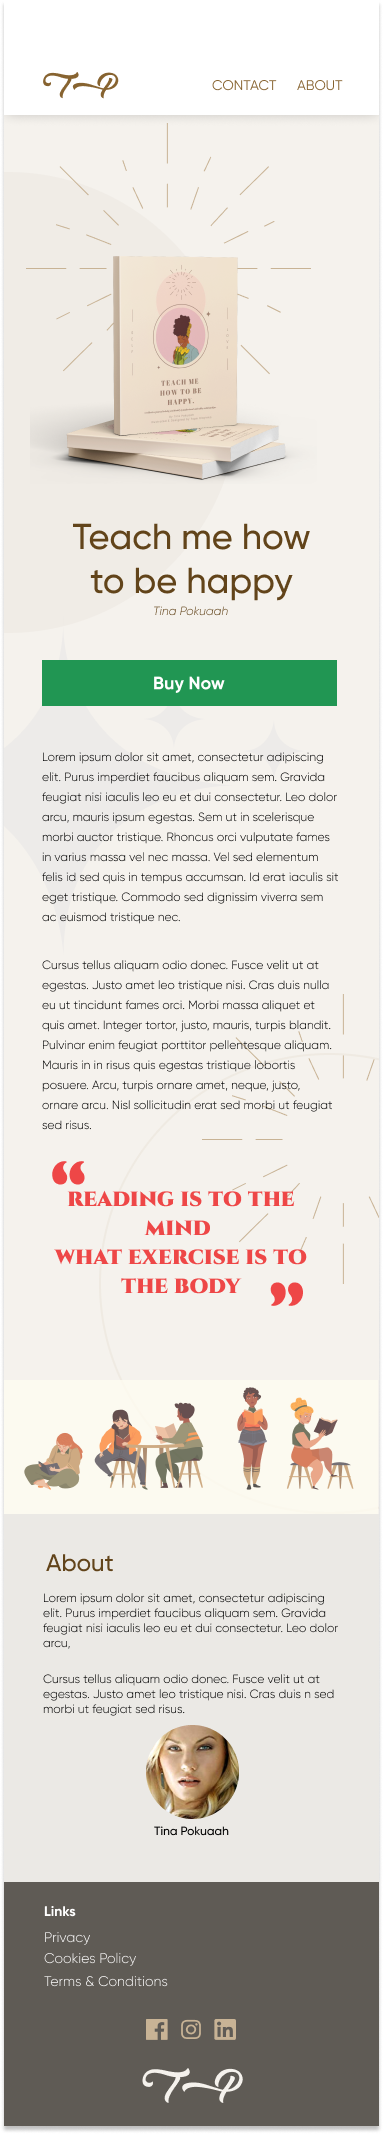 TP
CONTACT ABOUT
TEACH ME
HOW TO BE
HAPPY.
Teach me how
to be happy
Tina Pokuaah
Buy Now
Lorem ipsum dolor sit amet, consectetur adipiscing
elit. Purus imperdiet faucibus aliquam sem. Gravida
feugiat nisi iaculis leo eu et dui consectetur. Leo dolor
arcu, mauris ipsum egestas. Sem ut in scelerisque
morbi auctor tristique. Rhoncus orci vulputate fames
in varius massa vel nec massa. Vel sed elementum
felis id sed quis in tempus accumsan. Id erat iaculis sit
eget tristique. Commodo sed dignissim viverra sem
ac euismod tristique nec.
Cursus tellus aliquam odio donec. Fusce velit ut at
egestas. Justo amet leo tristique nisi. Cras duis nulla
eu ut tincidunt fames orci. Morbi massa aliquet et
quis amet. Integer tortor, justo, mauris, turpis blandit.
Pulvinar enim feugiat porttitor pellentesque aliquam.
Mauris in in risus quis egestas tristique lobortis
posuere. Arcu, turpis ornare amet, neque, justo,
ornare arcu. Nisl sollicitudin erat sed morbi ut feugiat
sed risus.
“
READING IS TO THE
MIND
WHAT EXERCISE IS TO
THE BODY ”
About
Lorem ipsum dolor sit amet, consectetur adipiscing
elit. Purus imperdiet faucibus aliquam sem. Gravida
feugiat nisi iaculis leo eu et dui consectetur. Leo dolor
arcu,
Cursus tellus aliquam odio donec. Fusce velit ut at
egestas. Justo amet leo tristique nisi. Cras duis n sed
morbi ut feugiat sed risus.
Tina Pokuaah
Links
Privacy
Cookies Policy
Terms & Conditions
TP